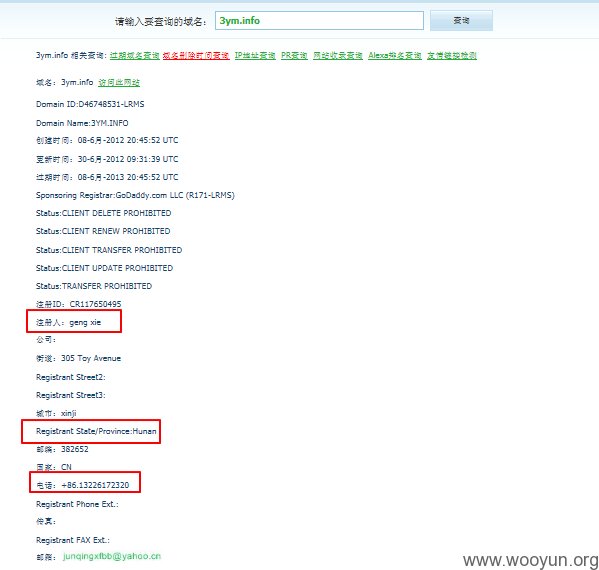 请输入要查询的域名： 3ym.info 查询
3ym.info 相关查询: 过期域名查询 域名删除时间查询 IP地址查询 PR查询 网站收录查询 Alexa排名查询 友情链接检测
域名：3ym.info 访问此网站
Domain ID:D46748531-LRMS
Domain Name:3YM.INFO
创建时间：08-6月-2012 20:45:52 UTC
更新时间：30-6月-2012 09:31:39 UTC
过期时间：08-6月-2013 20:45:52 UTC
Sponsoring Registrar:GoDaddy.com LLC (R171-LRMS)
Status:CLIENT DELETE PROHIBITED
Status:CLIENT RENEW PROHIBITED
Status:CLIENT TRANSFER PROHIBITED
Status:CLIENT UPDATE PROHIBITED
Status:TRANSFER PROHIBITED
注册ID：CR117650495
注册人：geng xie
公司：
街道：305 Toy Avenue
Registrant Street2:
Registrant Street3:
城市：xinji
Registrant State/Province:Hunan
邮编：382652
国家：CN
电话：+86.13226172320
Registrant Phone Ext.:
传真：
Registrant FAX Ext.:
邮箱：junqingxfbb@yahoo.cn
www.wooyun.org